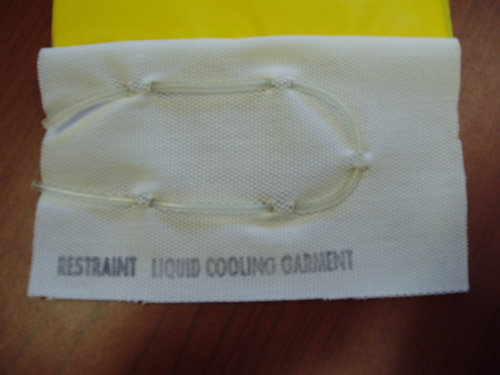 RESTRAINT LIQUID COOLING GARMENT